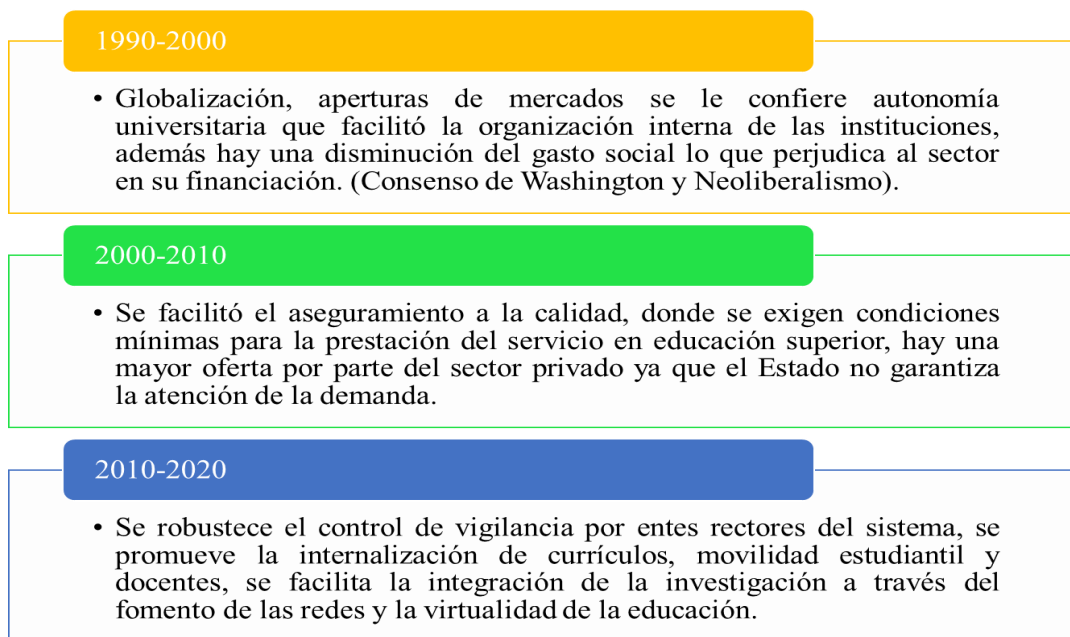 1990-2000
• Globalización, aperturas de mercados se le confiere autonomía
universitaria que facilitó la organización interna de las instituciones,
además hay una disminución del gasto social lo que perjudica al sector
en su financiación. (Consenso de Washington y Neoliberalismo).
2000-2010
• Se facilitó el aseguramiento a la calidad, donde se exigen condiciones
mínimas para la prestación del servicio en educación superior, hay una
mayor oferta por parte del sector privado ya que el Estado no garantiza
la atención de la demanda.
2010-2020
• Se robustece el control de vigilancia por entes rectores del sistema, se
promueve la internalización de currículos, movilidad estudiantil y
docentes, se facilita la integración de la investigación a través del
fomento de las redes y la virtualidad de la educación.